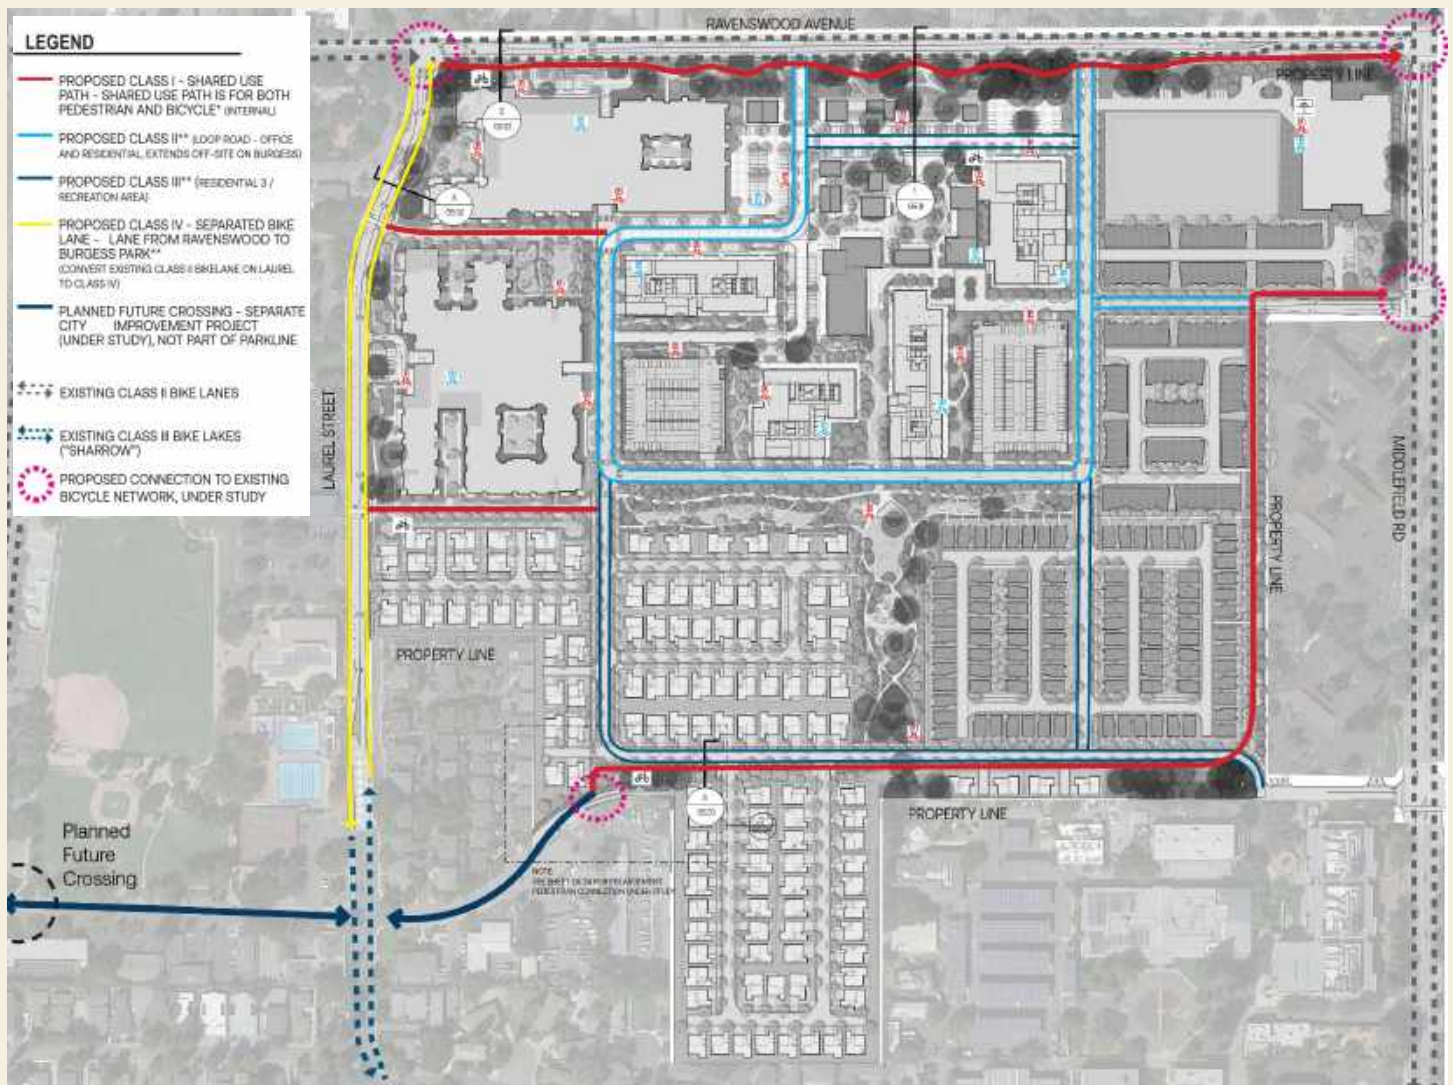 RAVENSWOOD AVENUE
LEGEND
PROPOSED CLASS I - SHARED USE
PATH - SHARED USE PATH IS FOR BOTH
PEDESTRIAN AND BICYCLE* (INTERNAL)
PROPOSED CLASS II** (LOOP ROAD - OFFICE
AND RESIDENTIAL, EXTENDS OFF-SITE ON BURGESS)
PROPOSED CLASS III** (RESIDENTIAL 3 /
RECREATION AREA)
PROPOSED CLASS IV - SEPARATED BIKE
LANE - LANE FROM RAVENSWOOD TO
BURGESS PARK**
(CONVERT EXISTING CLASS II BIKELANE ON LAUREL
TO CLASS IV)
PLANNED FUTURE CROSSING - SEPARATE
CITY IMPROVEMENT PROJECT
(UNDER STUDY), NOT PART OF PARKLINE
EXISTING CLASS II BIKE LANES
EXISTING CLASS III BIKE LAKES
("SHARROW")
PROPOSED CONNECTION TO EXISTING
BICYCLE NETWORK, UNDER STUDY
PROPERTY LINE
LAUREL STREET
MIDDLEFIELD RD
PROPERTY LINE
PROPERTY LINE
PROPERTY LINE
Planned
Future
Crossing
NOTE: